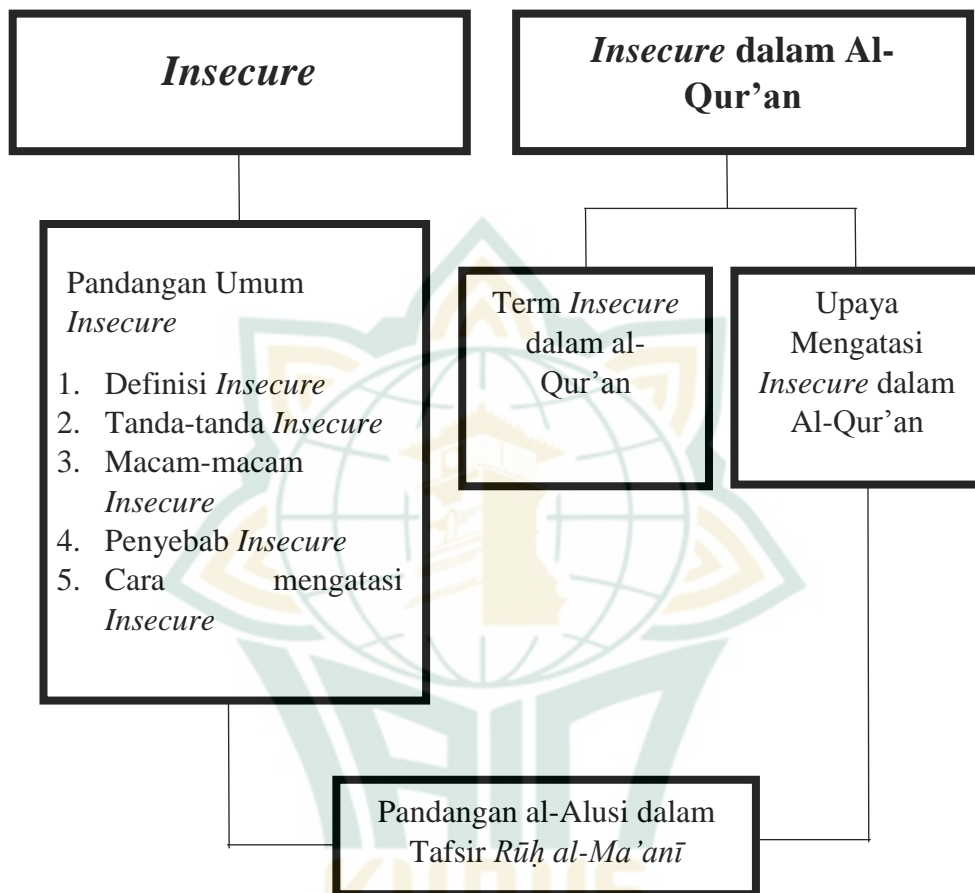 Insecure
Insecure dalam Al-
Qur’an
Pandangan Umum
Insecure
1. Definisi Insecure
2. Tanda-tanda Insecure
3. Macam-macam
Insecure
4. Penyebab Insecure
5. Cara mengatasi
Insecure
Term Insecure
dalam al-
Qur’an
Upaya
Mengatasi
Insecure dalam
Al-Qur’an
Pandangan al-Alusi dalam
Tafsir Rūḥ al-Ma’anī
IAIN
KUDUS